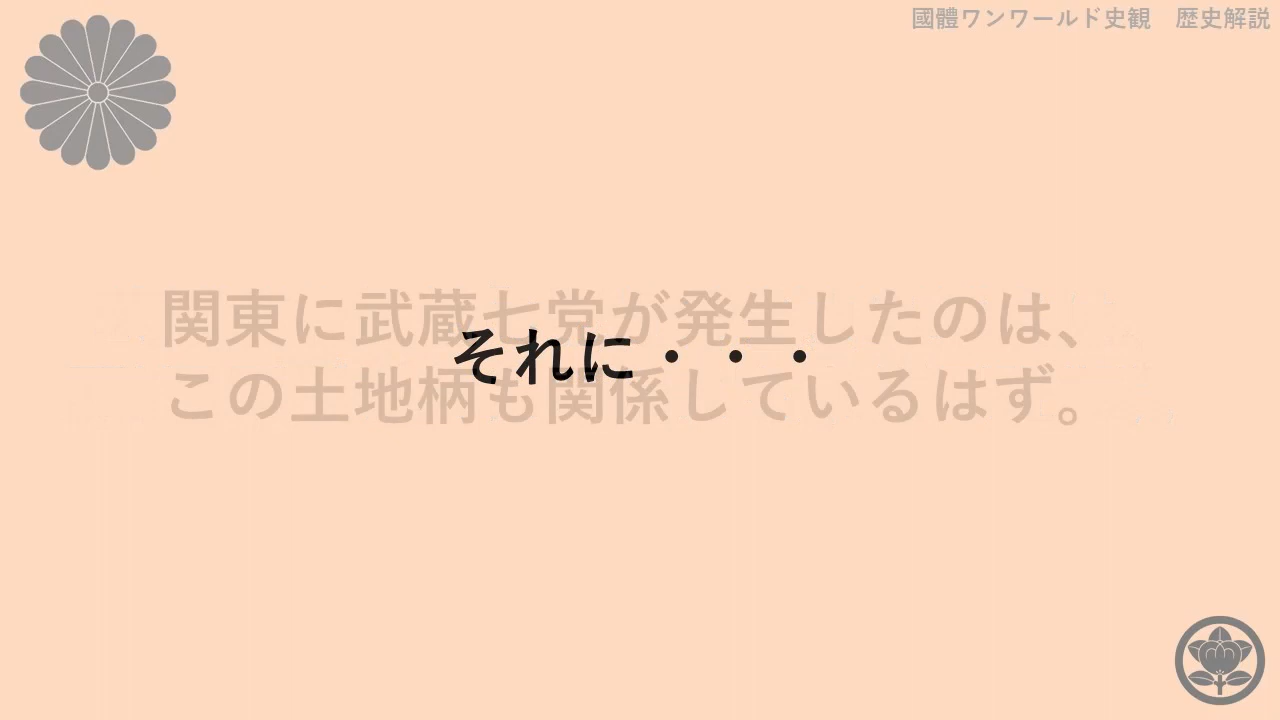 國體ワンワールド史観　歴史解説
関東に武蔵七党が発生したのは、
それに・・・
この土地柄も関係しているはず。